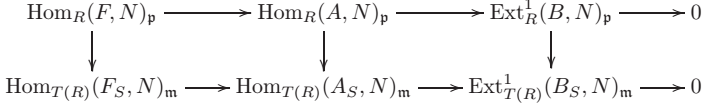 Hom_R(F, N)_𝔭 → Hom_R(A, N)_𝔭 → Ext^1_R(B, N)_𝔭 → 0
↓ ↓ ↓
Hom_{T(R)}(F_S, N)_𝔪 → Hom_{T(R)}(A_S, N)_𝔪 → Ext^1_{T(R)}(B_S, N)_𝔪 → 0